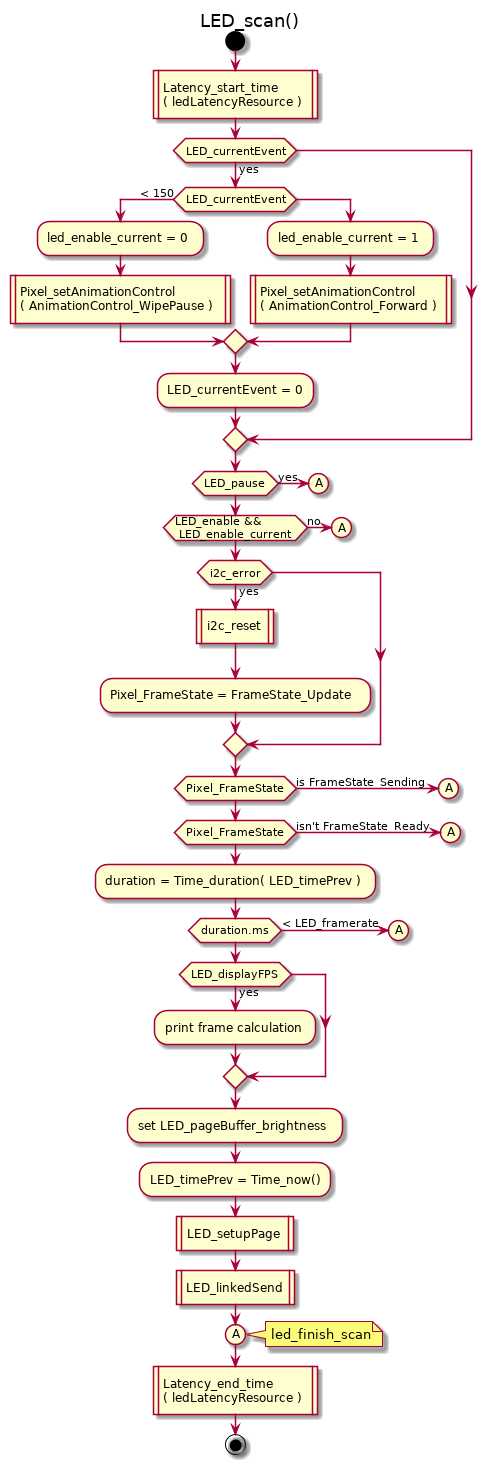 LED_scan()
Latency_start_time
( ledLatencyResource )
LED_currentEvent
yes
< 150
LED_currentEvent
led_enable_current = 0
led_enable_current = 1
Pixel_setAnimationControl
( AnimationControl_WipePause )
Pixel_setAnimationControl
( AnimationControl_Forward )
LED_currentEvent = 0
LED_pause
yes
A
LED_enable &&
LED_enable_current
no
A
i2c_error
yes
i2c_reset
Pixel_FrameState = FrameState_Update
Pixel_FrameState
is FrameState_Sending
A
Pixel_FrameState
isn't FrameState_Ready
A
duration = Time_duration( LED_timePrev )
duration.ms
< LED_framerate
A
LED_displayFPS
yes
print frame calculation
set LED_pageBuffer_brightness
LED_timePrev = Time_now()
LED_setupPage
LED_linkedSend
A
led_finish_scan
Latency_end_time
( ledLatencyResource )